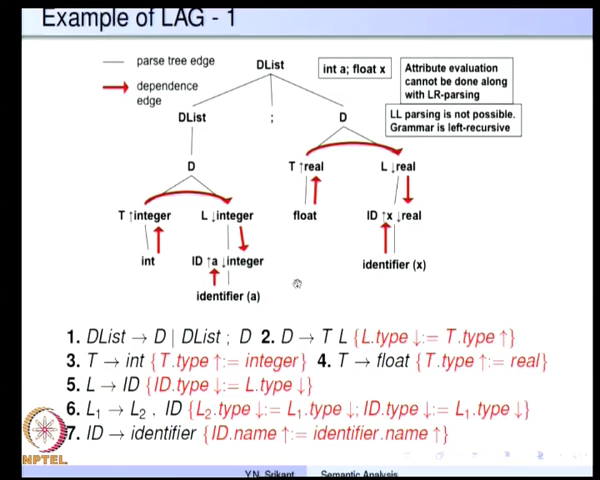 Example of LAG - 1
parse tree edge
dependence
edge
DList
int a; float x
Attribute evaluation
cannot be done along
with LR-parsing
LL parsing is not possible.
Grammar is left-recursive
DList
;
D
D
T ↑real
L ↓real
T ↑integer
L ↓integer
float
ID ↑x ↓real
int
ID ↑a ↓integer
identifier (x)
identifier (a)
1. DList → D | DList ; D 2. D → T L {L.type ↓:= T.type ↑}
3. T → int {T.type ↑:= integer} 4. T → float {T.type ↑:= real}
5. L → ID {ID.type ↓:= L.type ↓}
6. L₁ → L₂ , ID {L₂.type ↓:= L₁.type ↓; ID.type ↓:= L₁.type ↓}
7. ID → identifier {ID.name ↑:= identifier.name ↑}
NPTEL
Y.N. Srikant Semantic Analysis